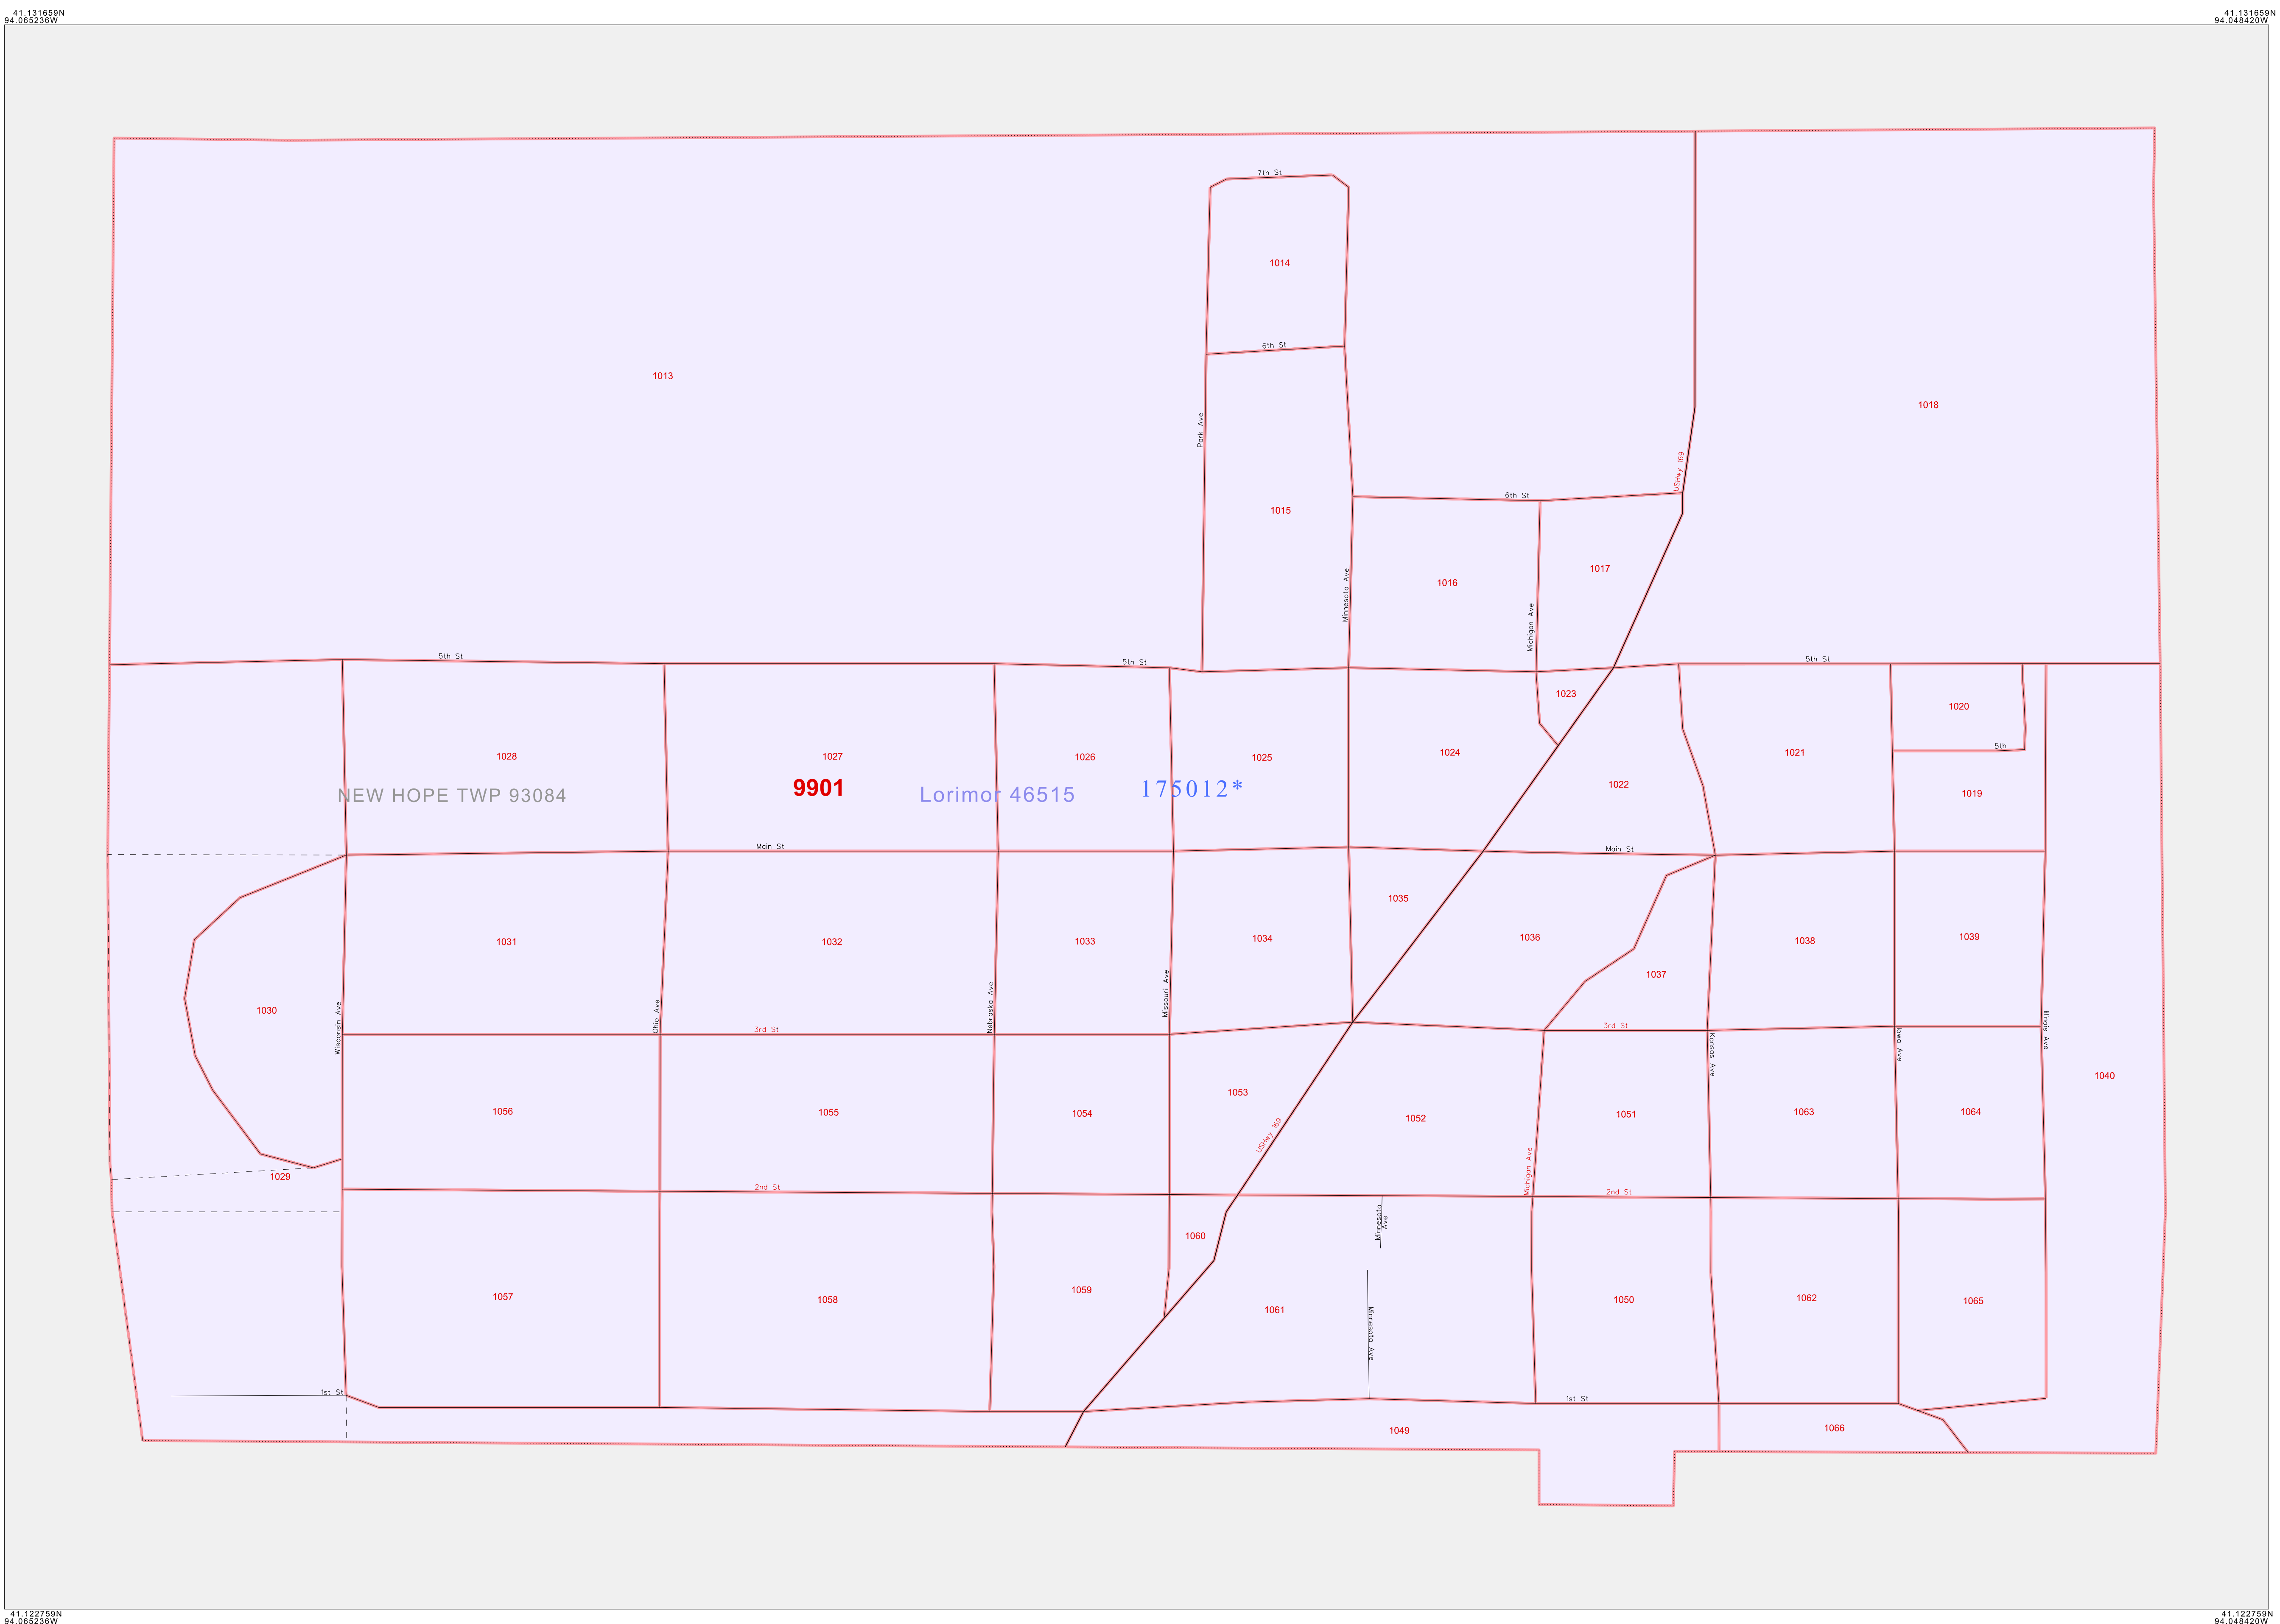 41.131659N
94.065236W
41.131659N
94.048420W
7th St
1014
6th St
1013
1018
Park Ave
USHwy 169
6th St
1015
1017
1016
Minnesota Ave
Michigan Ave
5th St
5th St
5th St
1023
1020
5th
1028
1027
1026
1025
1024
1021
1022
1019
NEW HOPE TWP 93084
9901
Lorimor 46515
175012*
Main St
Main St
1035
1031
1032
1033
1034
1036
1038
1039
1037
1030
Wisconsin Ave
Ohio Ave
Nebraska Ave
Missouri Ave
3rd St
3rd St
Kansas Ave
Iowa Ave
Illinois Ave
1040
1053
1056
1055
1054
1052
1051
1063
1064
USHwy 169
Michigan Ave
1029
2nd St
2nd St
Minnesota
Ave
1060
1059
1057
1058
1061
1050
1062
1065
Minnesota Ave
1st St
1st St
1049
1066
41.122759N
94.065236W
41.122759N
94.048420W